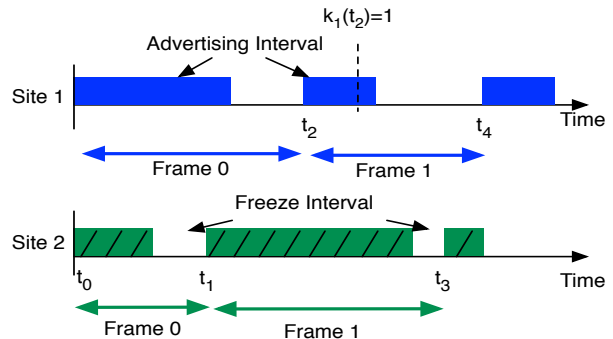 k₁(t₂)=1
Advertising Interval
Site 1
t₂
t₄
Time
Frame 0
Frame 1
Freeze Interval
Site 2
t₀
t₁
t₃
Time
Frame 0
Frame 1